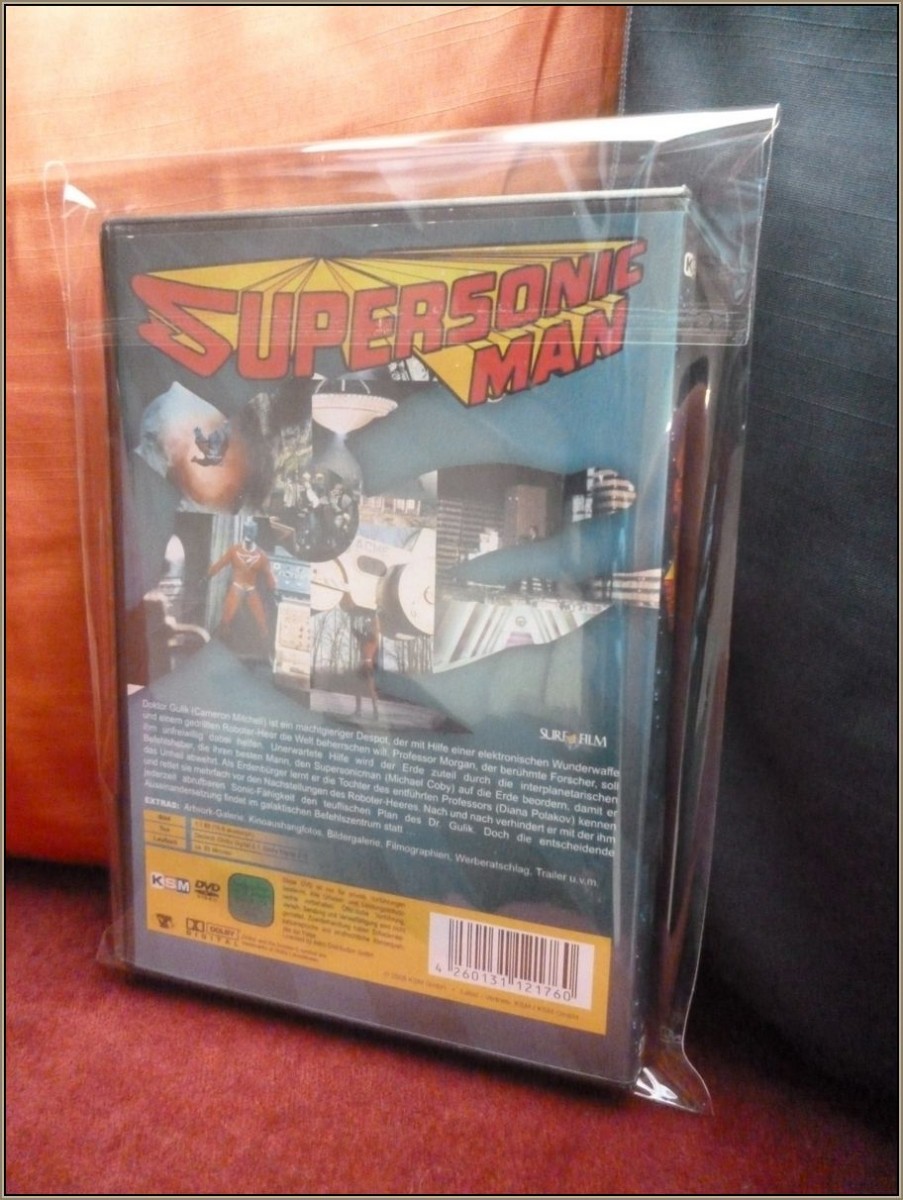 SUPERSONIC
MAN
SURF FILM
Doktor Gulik (Cameron Mitchell) ist ein machtgieriger Despot, der mit Hilfe einer elektronischen Wunderwaffe
und einem gedrillten Roboter-Heer die Welt beherrschen will. Professor Morgan, der berühmte Forscher, soll
ihm unfreiwillig dabei helfen. Unerwartete Hilfe wird der Erde zuteil durch die interplanetarischen
Befehlshaber, die ihren besten Mann, den Supersonicman (Michael Coby) auf die Erde beordern, damit er
das Unheil abwehrt. Als Erdenbürger lernt er die Tochter des entführten Professors (Diana Polakov) kennen
und rettet sie mehrfach vor den Nachstellungen des Roboter-Heeres. Nach und nach verhindert er mit der ihm
jederzeit abrufbaren Sonic-Fähigkeit den teuflischen Plan des Dr. Gulik. Doch die entscheidende
Auseinandersetzung findet im galaktischen Befehlszentrum statt ...
EXTRAS: Artwork-Galerie, Kinoaushangfotos, Bildergalerie, Filmographien, Werberatschlag, Trailer u.v.m.
Bild
Ton
Laufzeit
KSM DVD
VIDEO
DOLBY
DIGITAL
4 260131 121760